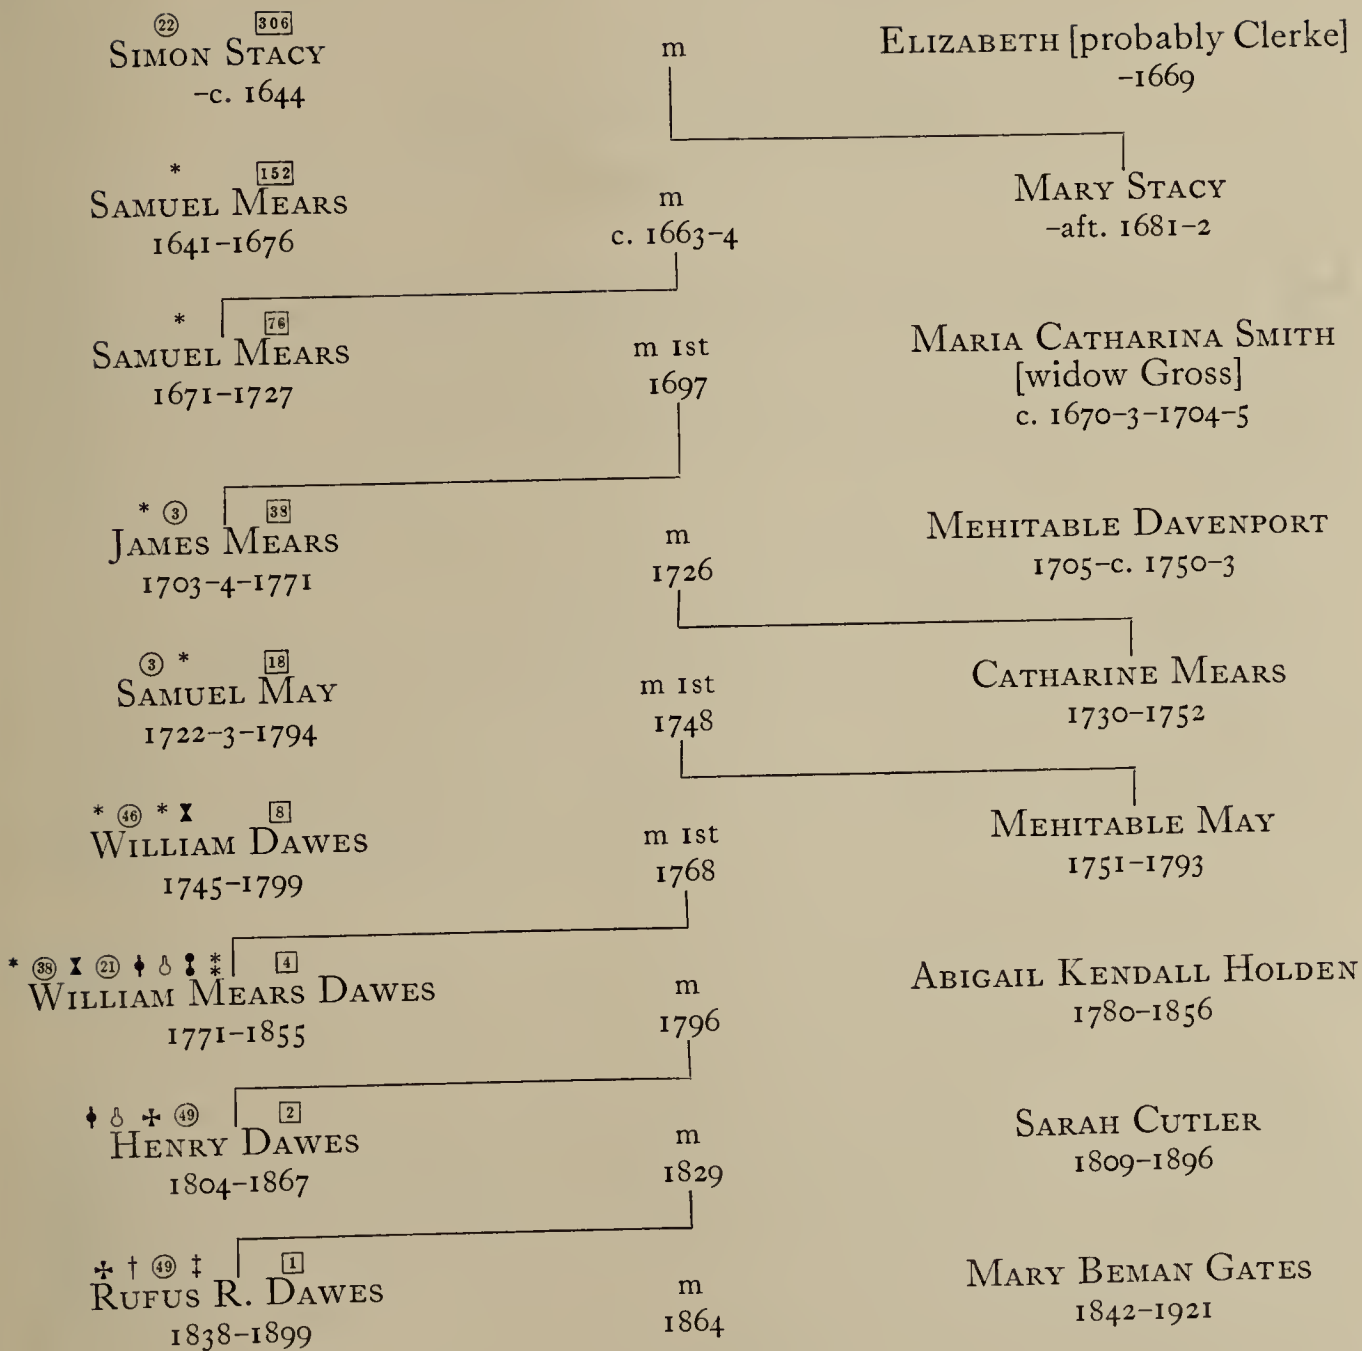 22 306
SIMON STACY m ELIZABETH [probably Clerke]
-c. 1644 -1669
* 152
SAMUEL MEARS m MARY STACY
1641-1676 c. 1663-4 -aft. 1681-2
* 76
SAMUEL MEARS m 1st MARIA CATHARINA SMITH
[widow Gross]
1671-1727 1697 c. 1670-3-1704-5
* 3 38
JAMES MEARS m MEHITABLE DAVENPORT
1703-4-1771 1726 1705-c. 1750-3
3 * 18
SAMUEL MAY m 1st CATHARINE MEARS
1722-3-1794 1748 1730-1752
* 46 * 8
WILLIAM DAWES m 1st MEHITABLE MAY
1745-1799 1768 1751-1793
* 38 21 ** 4
WILLIAM MEARS DAWES m ABIGAIL KENDALL HOLDEN
1771-1855 1796 1780-1856
✢ 49 2
HENRY DAWES m SARAH CUTLER
1804-1867 1829 1809-1896
✢ † 49 ‡ 1
RUFUS R. DAWES m MARY BEMAN GATES
1838-1899 1864 1842-1921